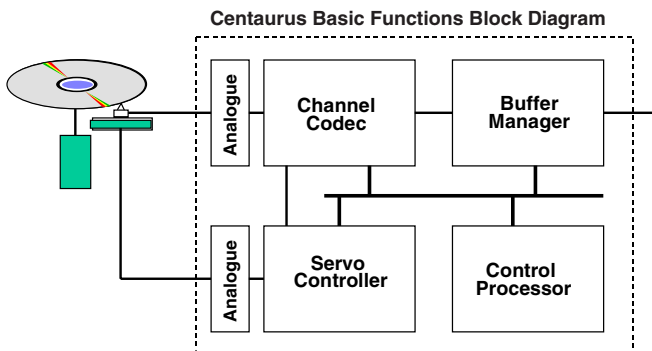 Centaurus Basic Functions Block Diagram
Analogue
Channel
Codec
Buffer
Manager
Analogue
Servo
Controller
Control
Processor